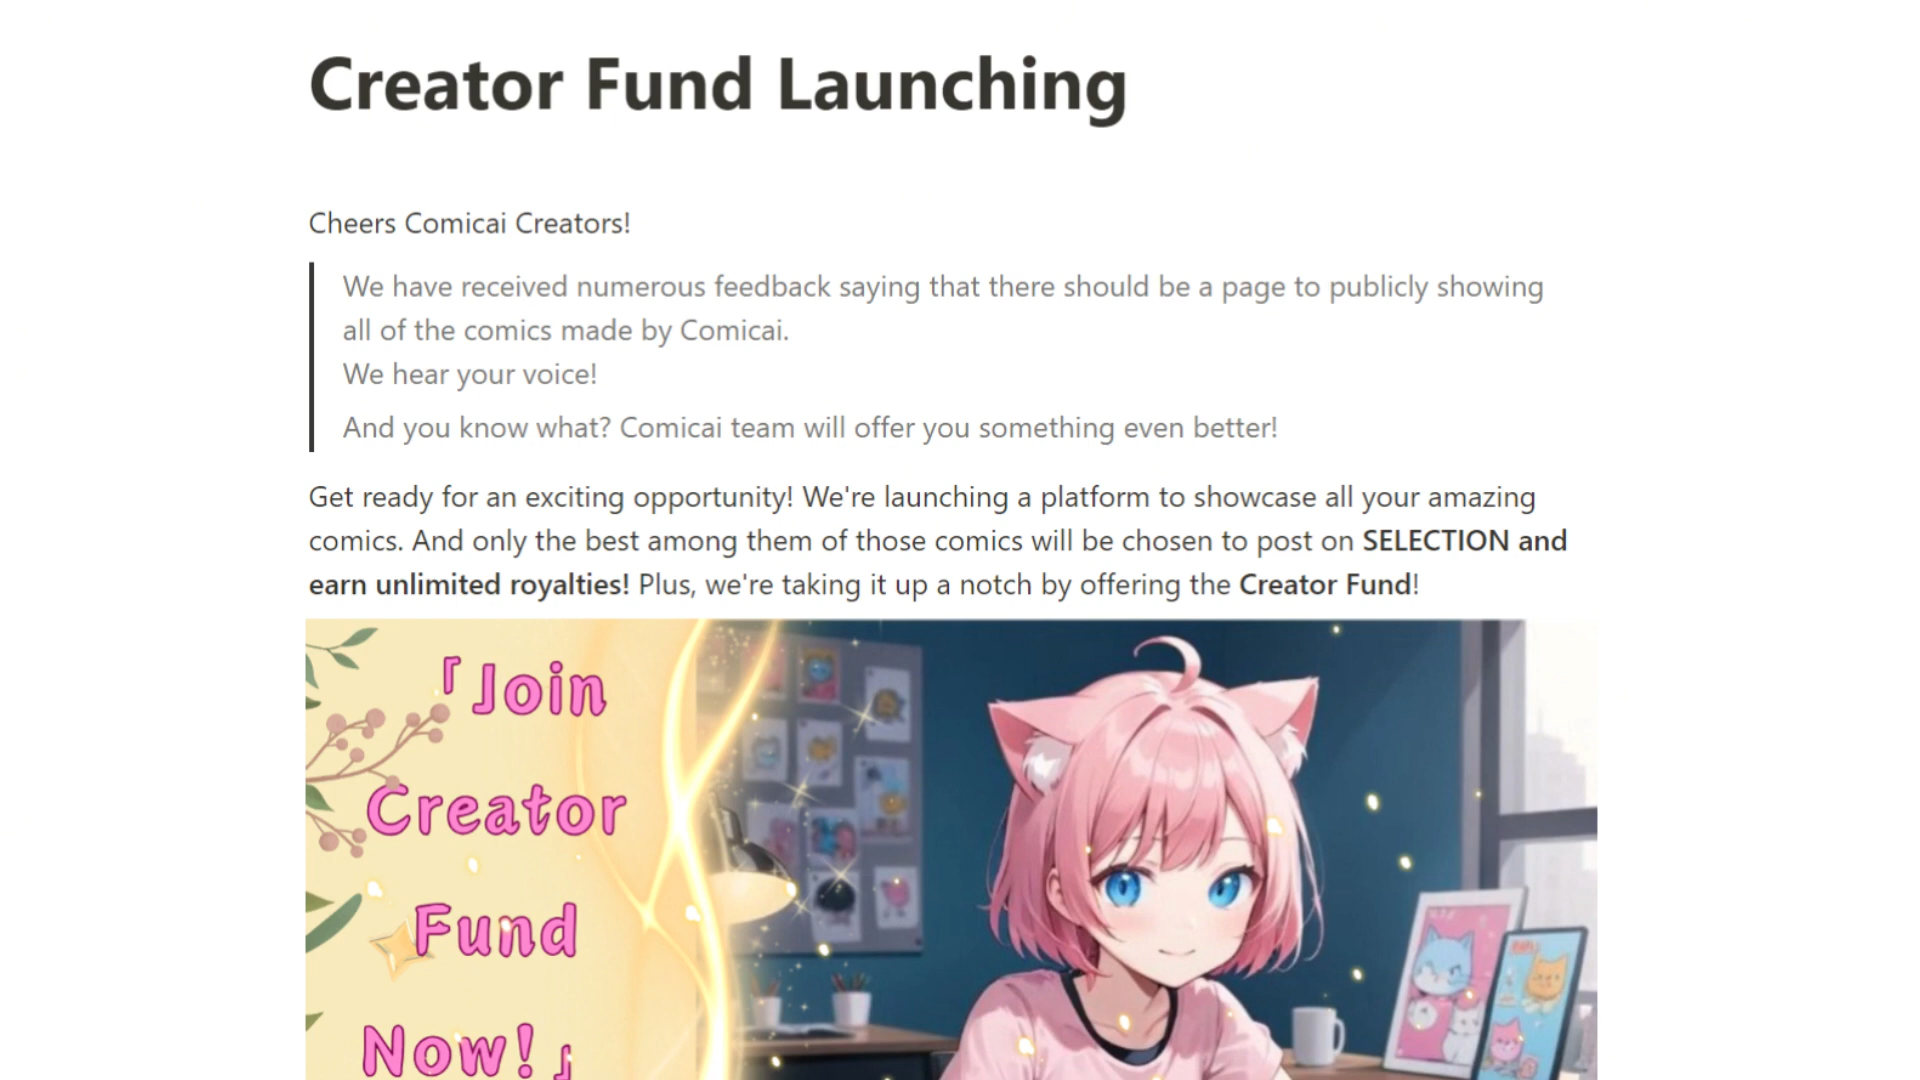 Creator Fund Launching
Cheers Comicai Creators!
We have received numerous feedback saying that there should be a page to publicly showing
all of the comics made by Comicai.
We hear your voice!
And you know what? Comicai team will offer you something even better!
Get ready for an exciting opportunity! We're launching a platform to showcase all your amazing
comics. And only the best among them of those comics will be chosen to post on SELECTION and
earn unlimited royalties! Plus, we're taking it up a notch by offering the Creator Fund!
「Join
Creator
Fund
Now!」